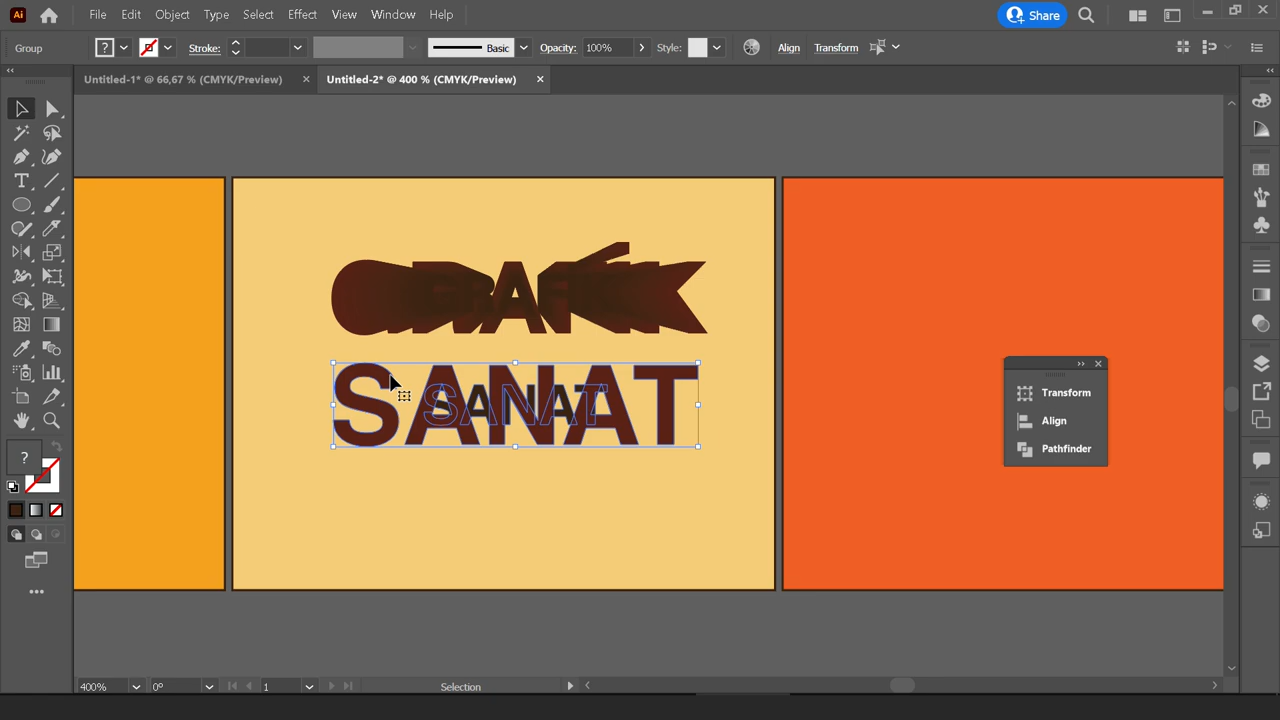 Ai File Edit Object Type Select Effect View Window Help Share
Group ? Stroke: Basic Opacity: 100% Style: Align Transform
Untitled-1* @ 66,67 % (CMYK/Preview) Untitled-2* @ 400 % (CMYK/Preview)
GRAFİK
SANAT
SANAT
Transform
Align
Pathfinder
?
400% 0° 1 Selection